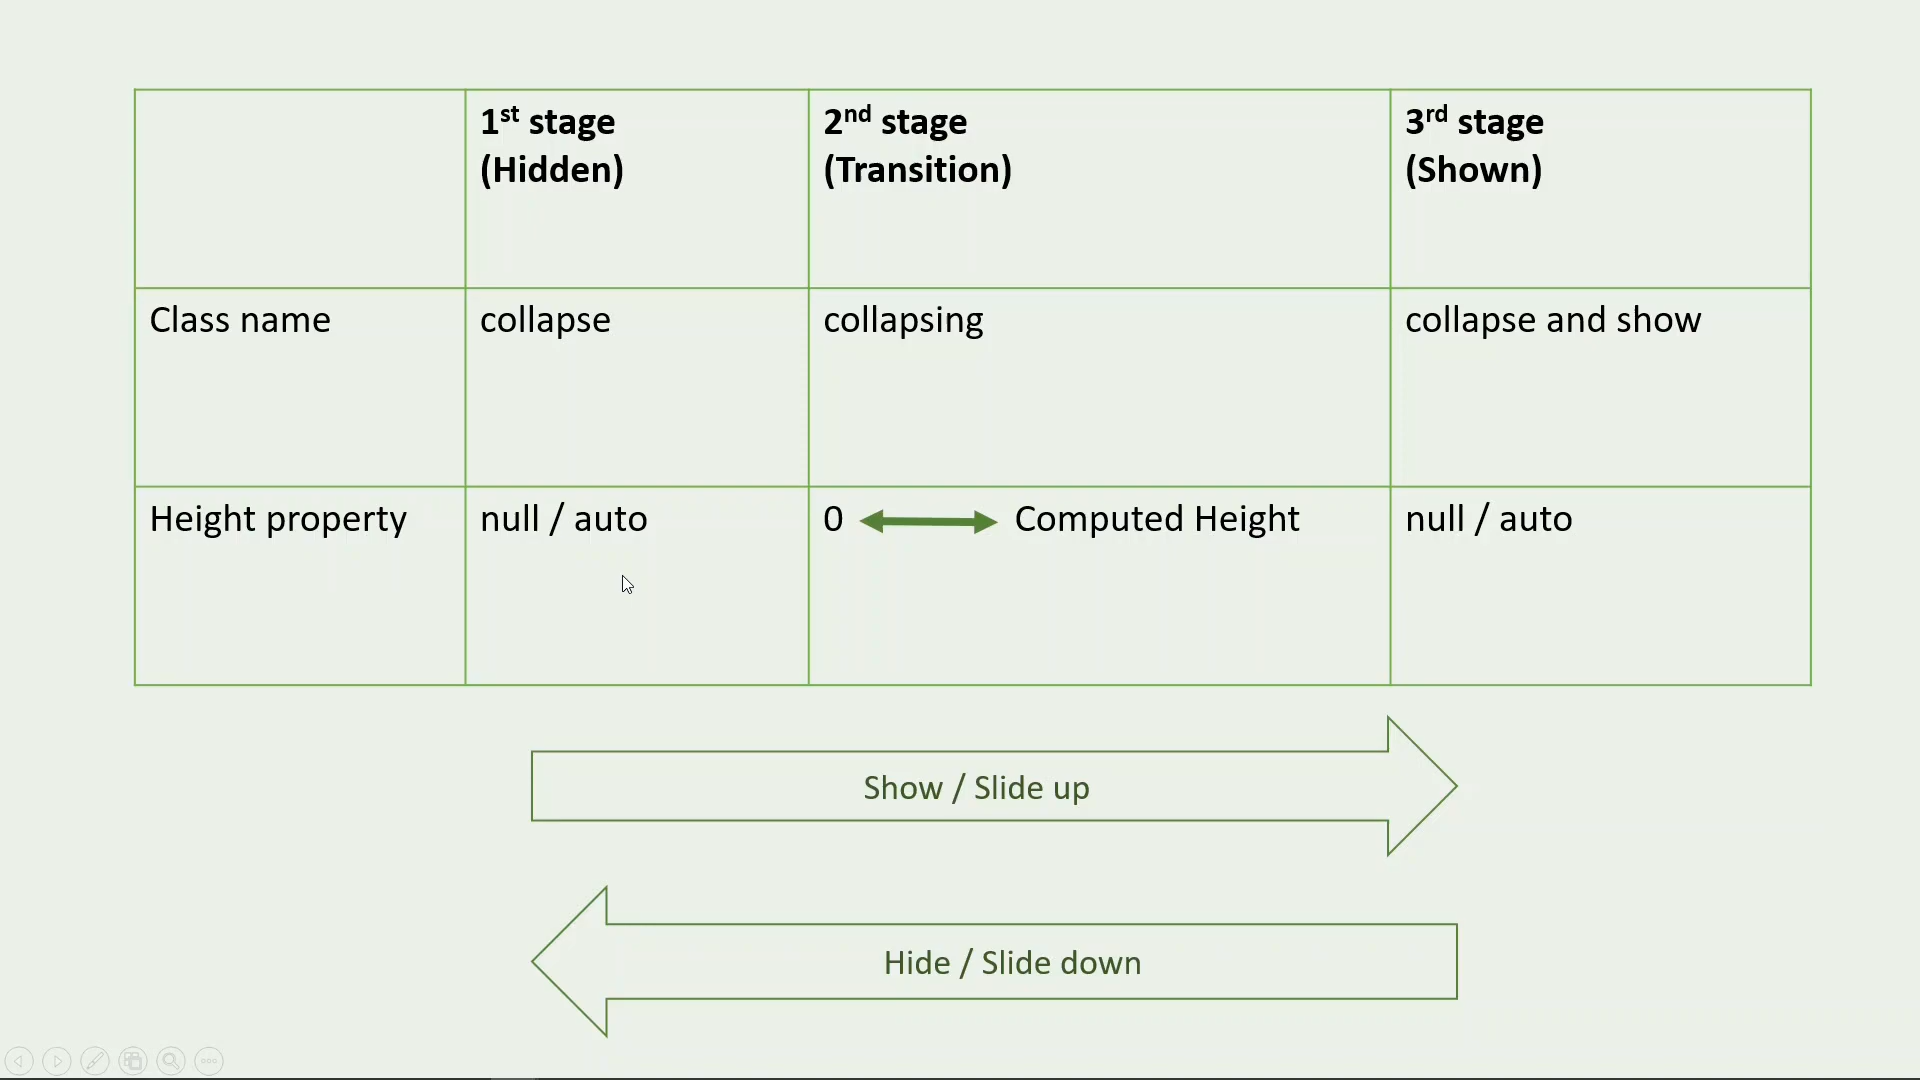 1st stage
(Hidden)
2nd stage
(Transition)
3rd stage
(Shown)
Class name
collapse
collapsing
collapse and show
Height property
null / auto
0 Computed Height
null / auto
Show / Slide up
Hide / Slide down